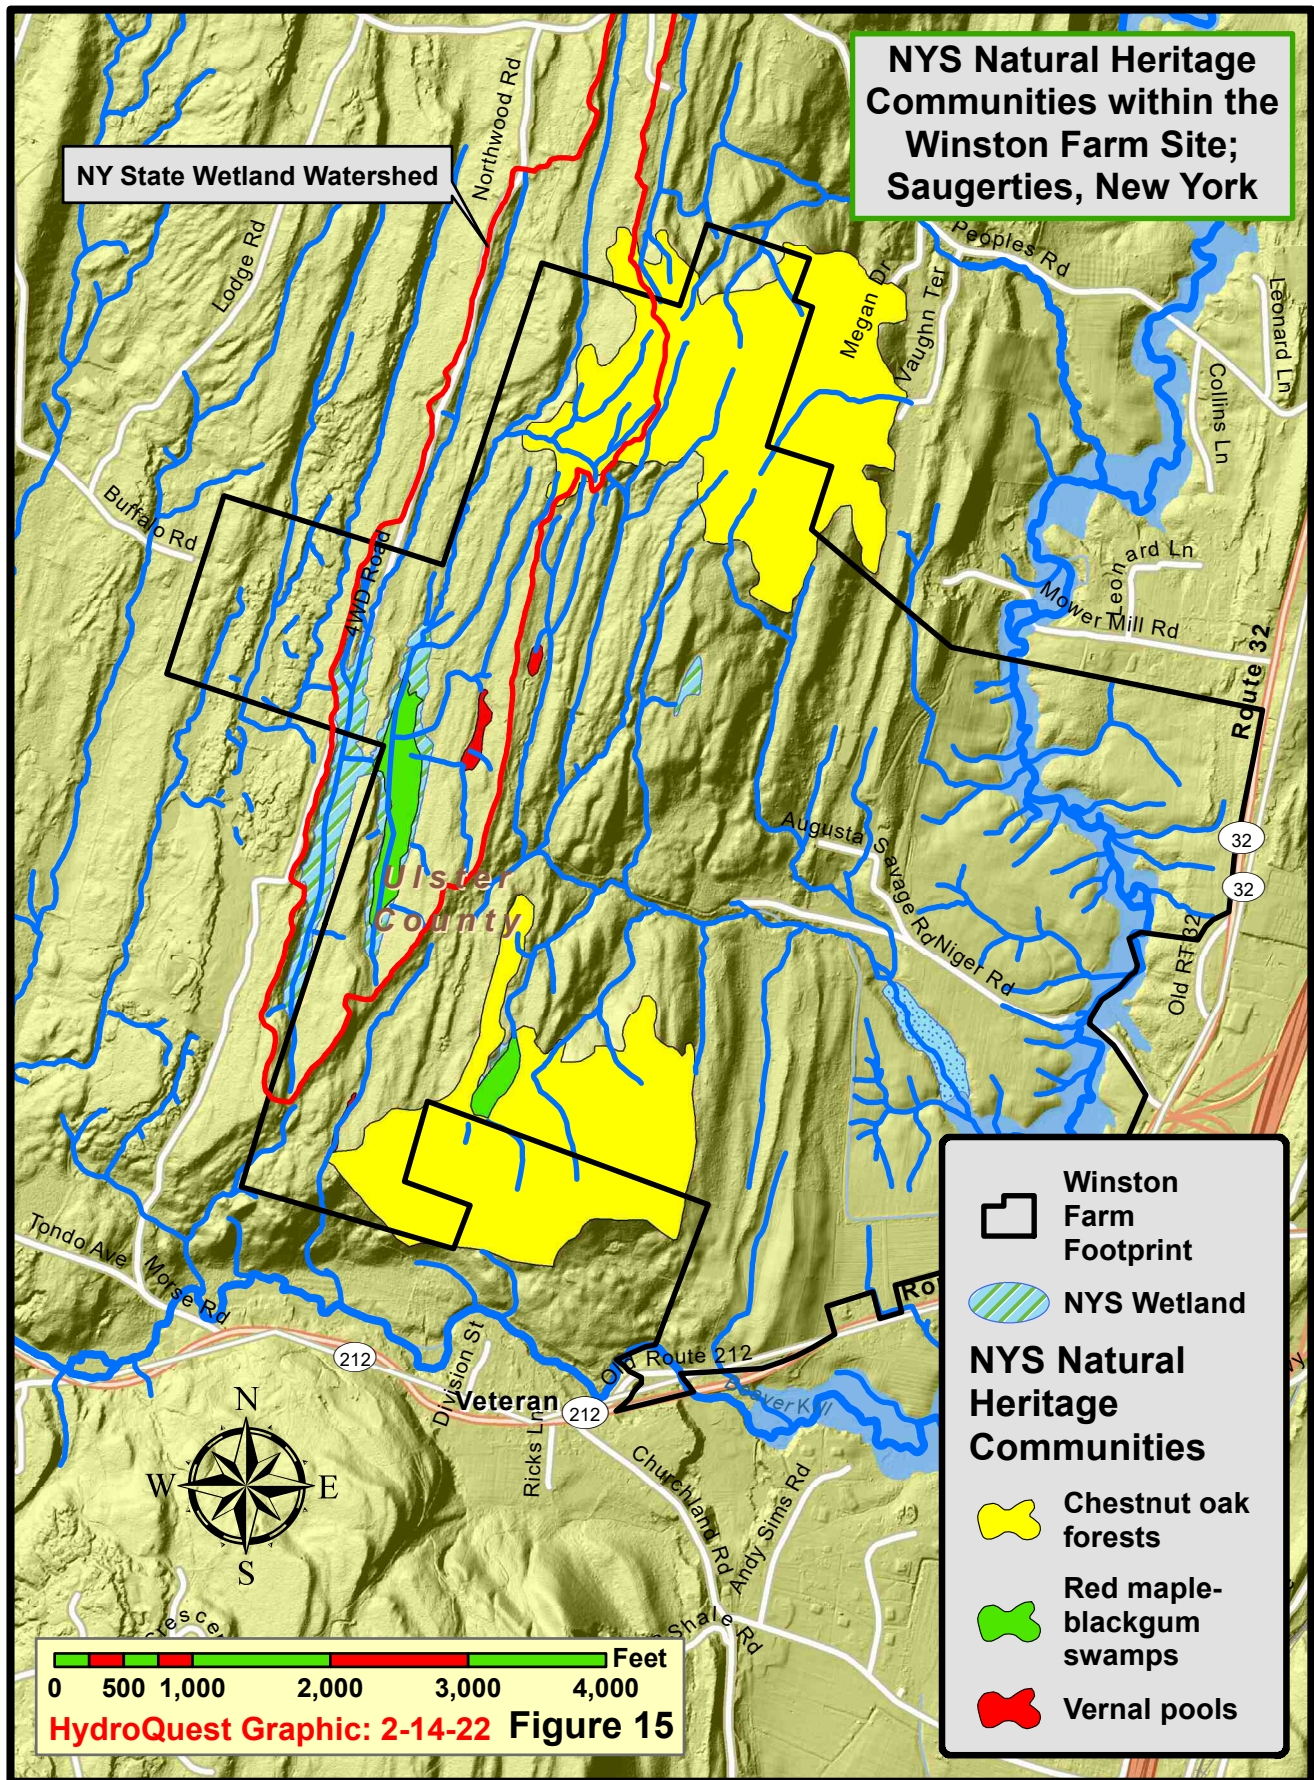 NYS Natural Heritage
Communities within the
Winston Farm Site;
Saugerties, New York
NY State Wetland Watershed
Northwood Rd
Lodge Rd
Peoples Rd
Megan Dr
Vaughn Ter
Leonard Ln
Collins Ln
Buffalo Rd
4WD Road
Leonard Ln
Mower Mill Rd
Route 32
Augusta Savage Rd
32
32
Ulster
County
Niger Rd
Old RT 32
Tondo Ave
Morse Rd
212
Division St
Veteran
212
Ricks Ln
Old Route 212
Ro
Beaver Kill
Churchland Rd
Andy Sims Rd
Shale Rd
N
W
E
S
Winston
Farm
Footprint
NYS Wetland
NYS Natural
Heritage
Communities
Chestnut oak
forests
Red maple-
blackgum
swamps
Vernal pools
Feet
0 500 1,000 2,000 3,000 4,000
HydroQuest Graphic: 2-14-22 Figure 15